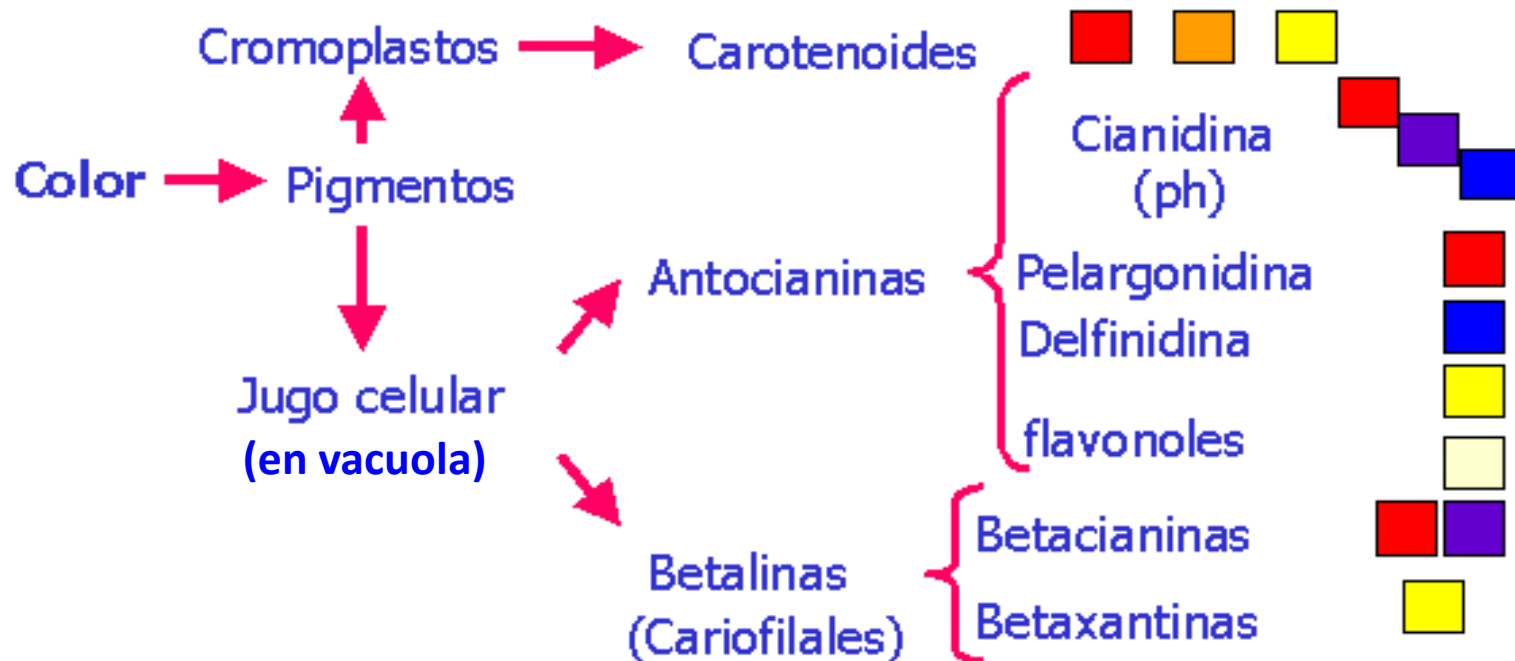 Cromoplastos
Carotenoides
Color
Pigmentos
Cianidina
(ph)
Antocianinas
Pelargonidina
Delfinidina
flavonoles
Jugo celular
(en vacuola)
Betalinas
(Cariofilales)
Betacianinas
Betaxantinas